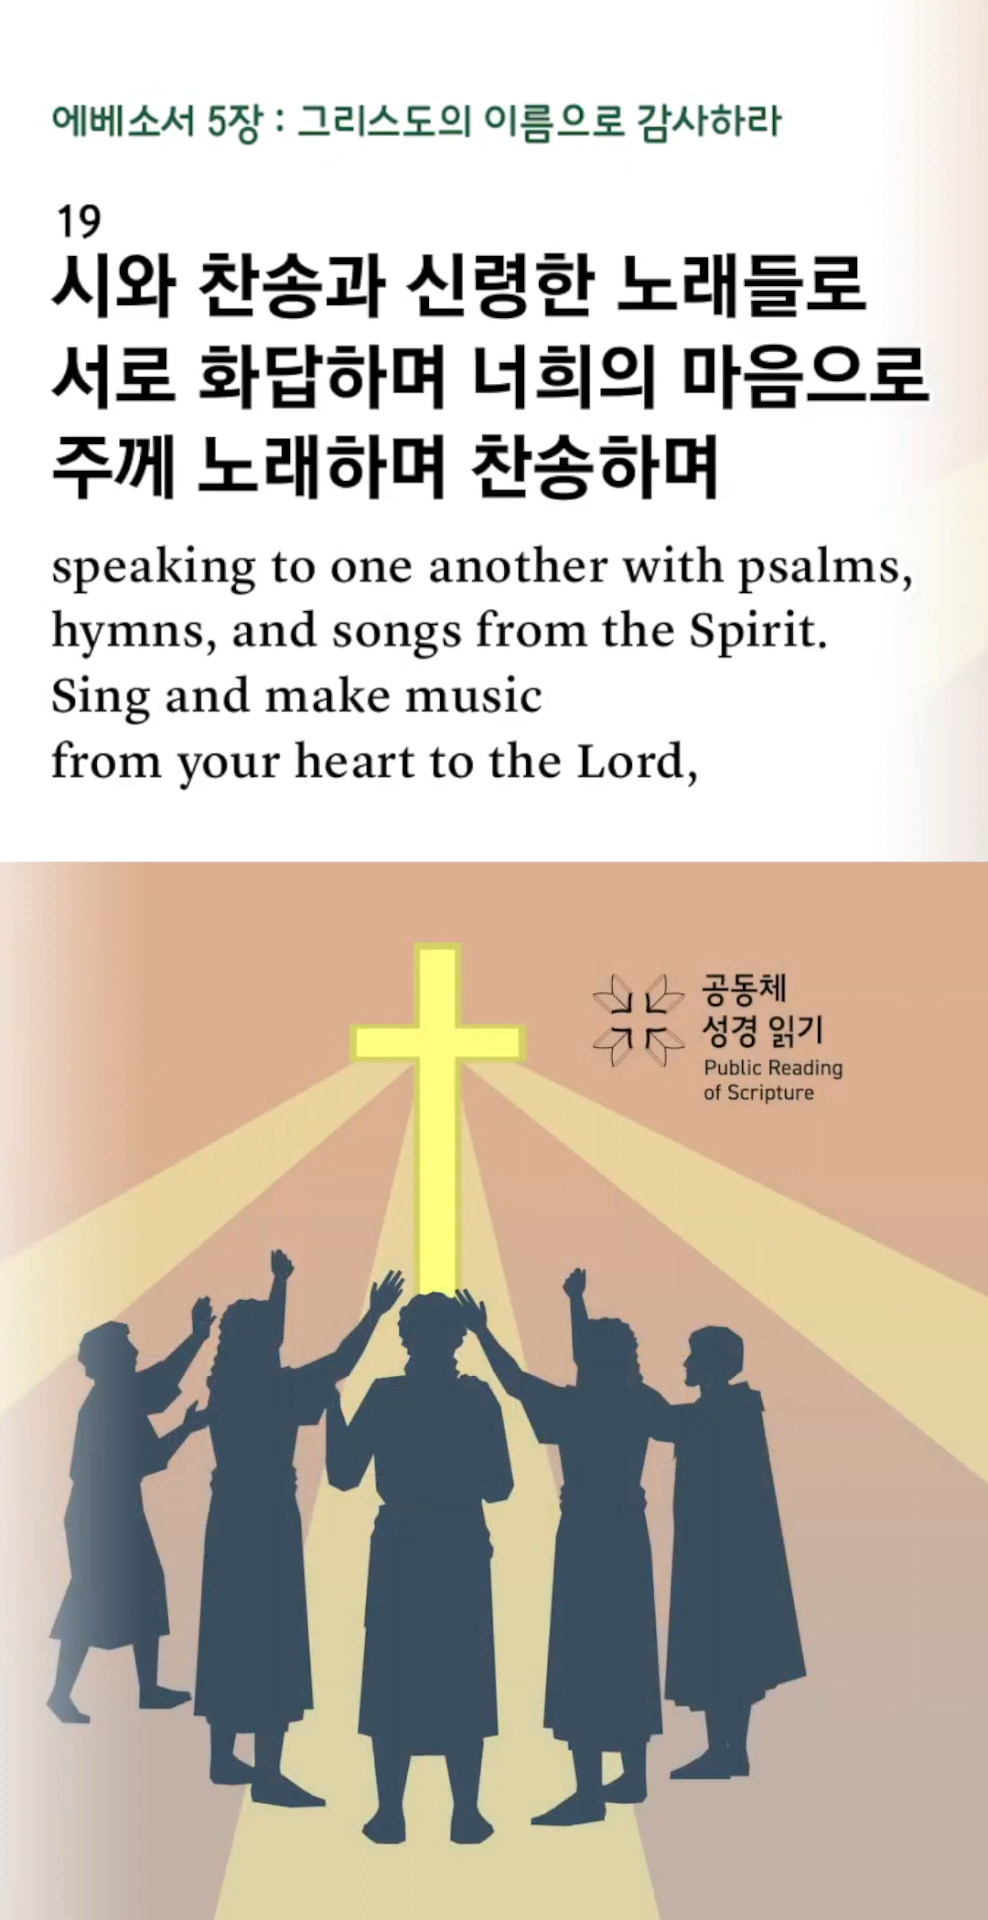 에베소서 5장 : 그리스도의 이름으로 감사하라
19
시와 찬송과 신령한 노래들로
서로 화답하며 너희의 마음으로
주께 노래하며 찬송하며
speaking to one another with psalms,
hymns, and songs from the Spirit.
Sing and make music
from your heart to the Lord,
공동체
성경 읽기
Public Reading
of Scripture